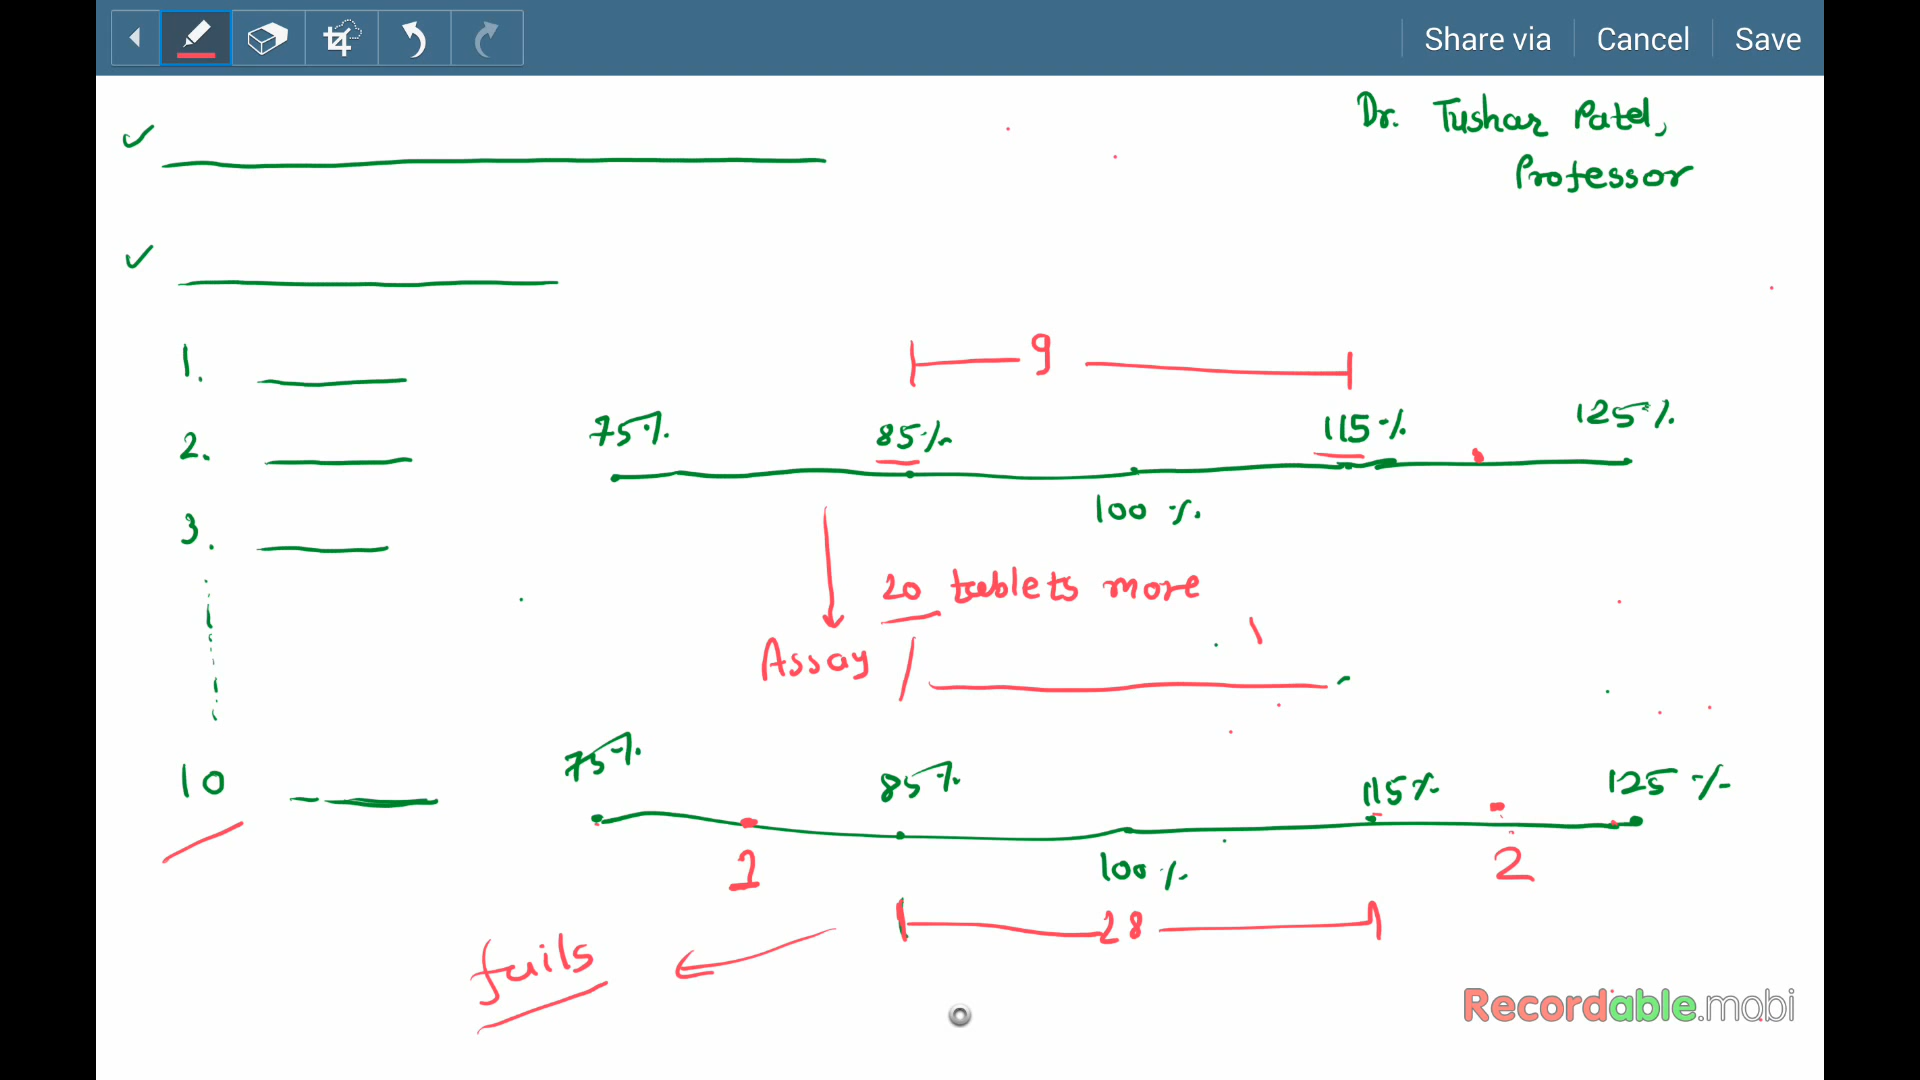 Share via Cancel Save
Dr. Tushar Patel,
Professor
1.
9
2.
75% 85% 115% 125%
100 %
3.
20 tablets more
Assay
10
75% 85% 115% 125 %
1 100 % 2
28
fails
Recordable.mobi